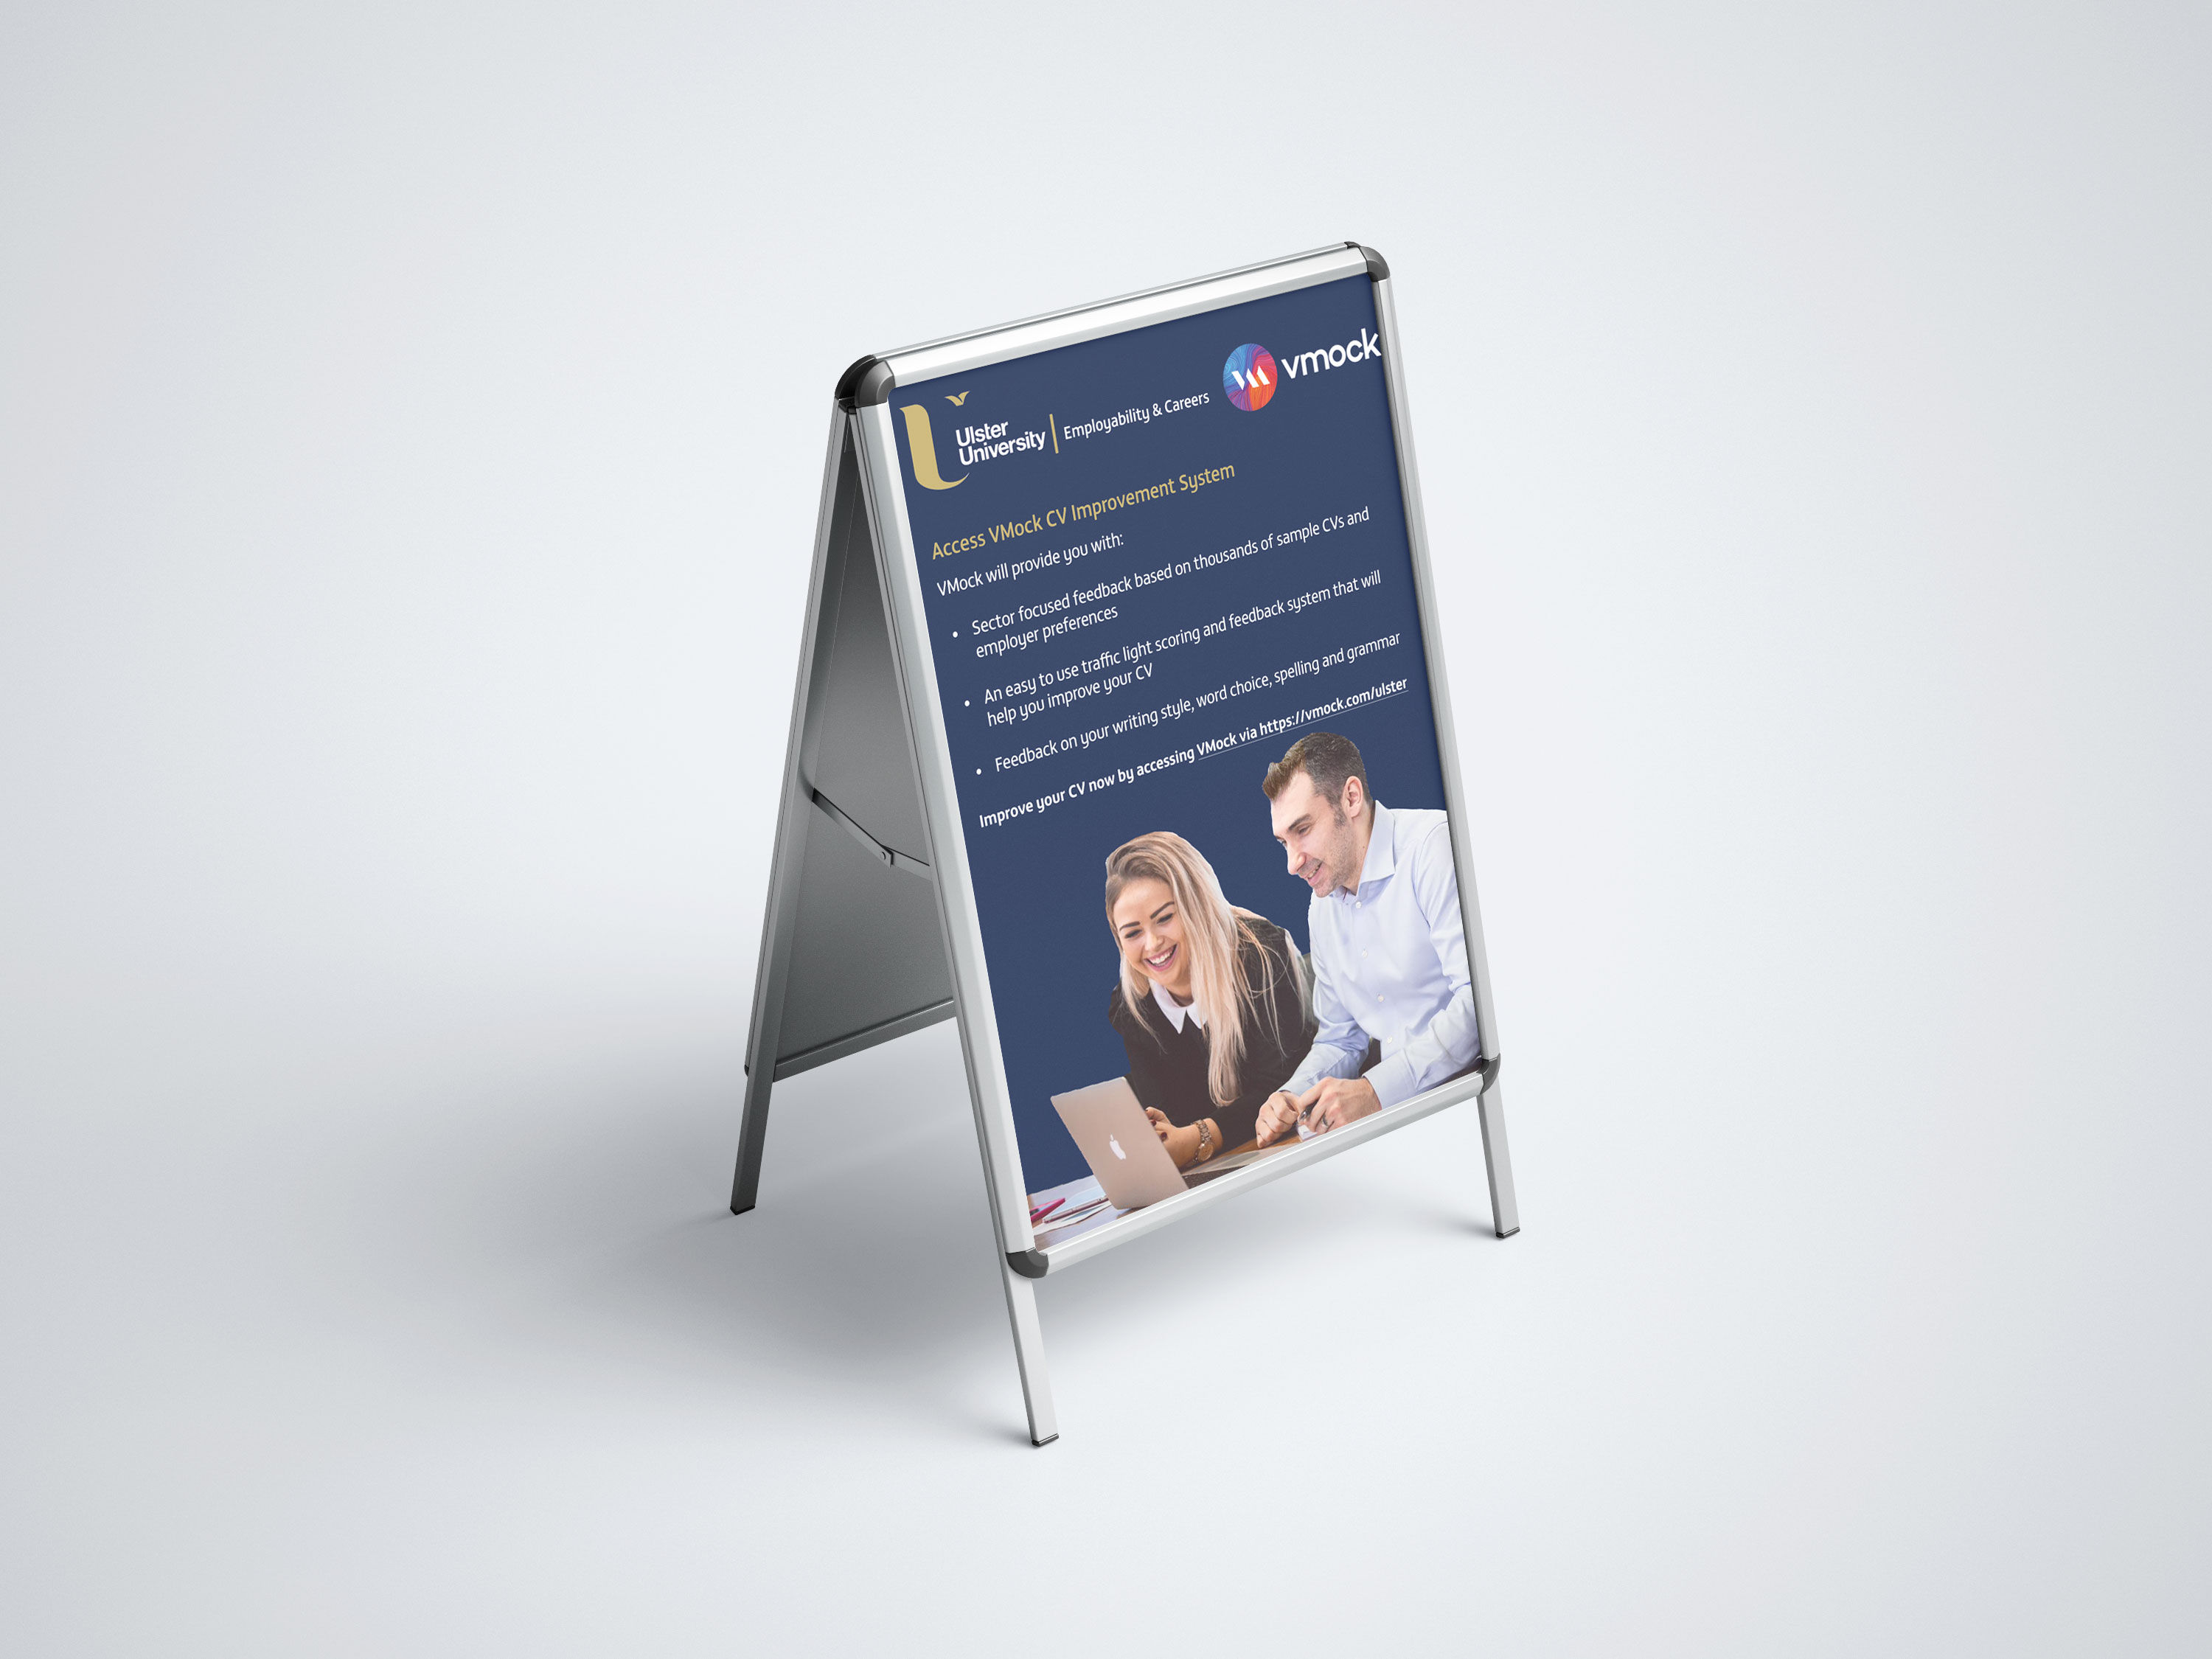 Ulster
University
Employability & Careers
vmock
Access VMock CV Improvement System
VMock will provide you with:
• Sector focused feedback based on thousands of sample CVs and
employer preferences
• An easy to use traffic light scoring and feedback system that will
help you improve your CV
• Feedback on your writing style, word choice, spelling and grammar
Improve your CV now by accessing VMock via https://vmock.com/ulster